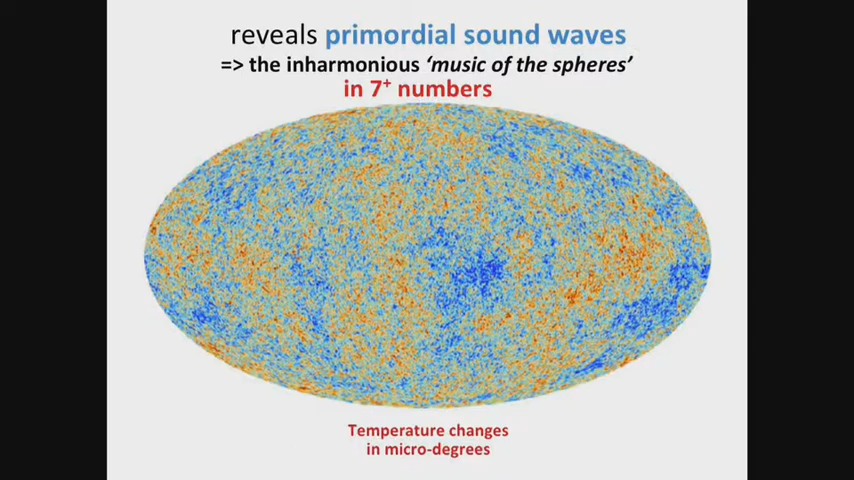 reveals primordial sound waves
=> the inharmonious ‘music of the spheres’
in 7⁺ numbers
Temperature changes
in micro-degrees